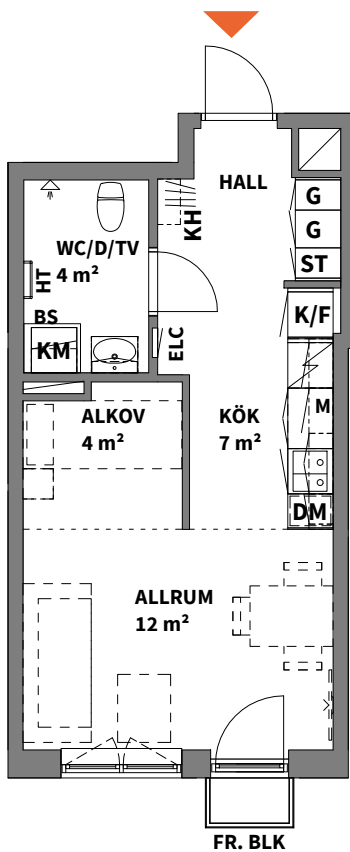 HALL
G
KH
G
WC/D/TV
4 m²
HT
ST
BS
K/F
KM
ELC
ALKOV
4 m²
KÖK
7 m²
M
DM
ALLRUM
12 m²
FR. BLK